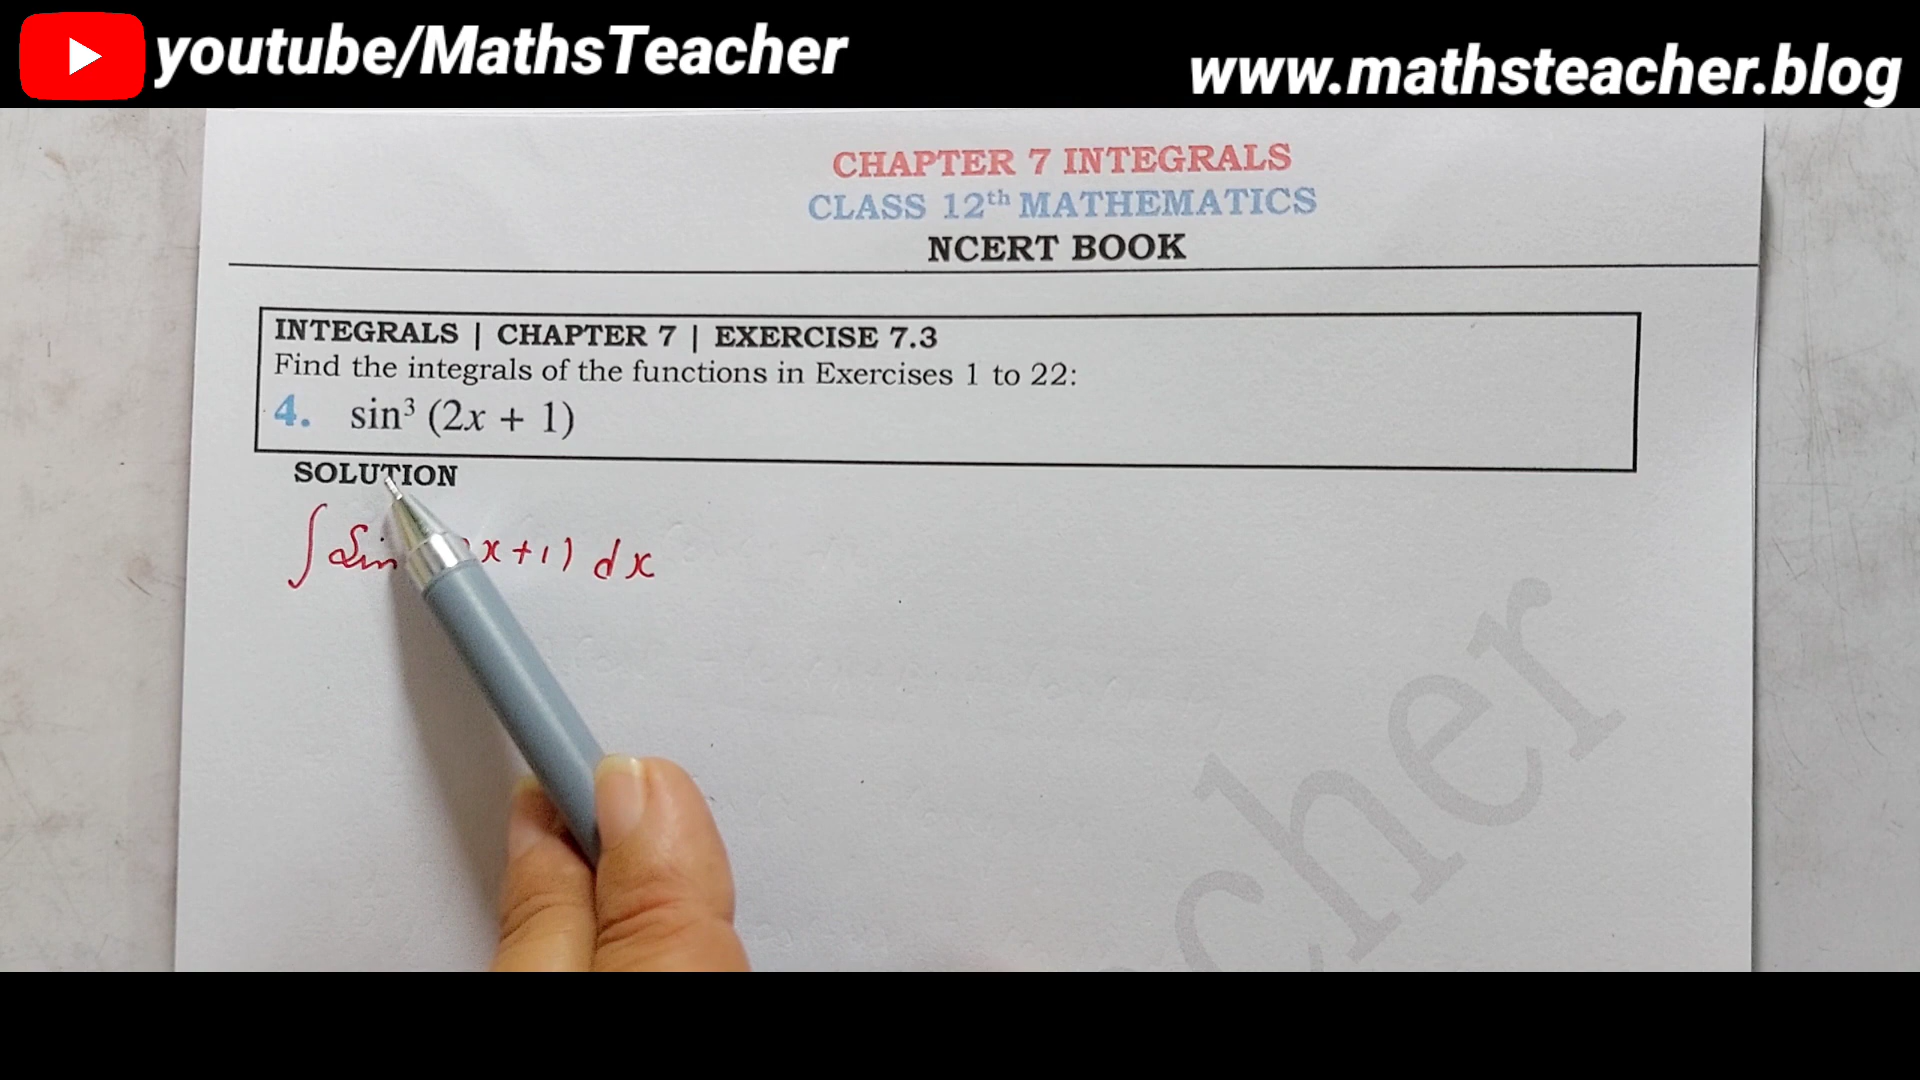 youtube/MathsTeacher
www.mathsteacher.blog
CHAPTER 7 INTEGRALS
CLASS 12th MATHEMATICS
NCERT BOOK
INTEGRALS | CHAPTER 7 | EXERCISE 7.3
Find the integrals of the functions in Exercises 1 to 22:
4. sin³ (2x + 1)
SOLUTION
∫ Sin x+1) dx
cher